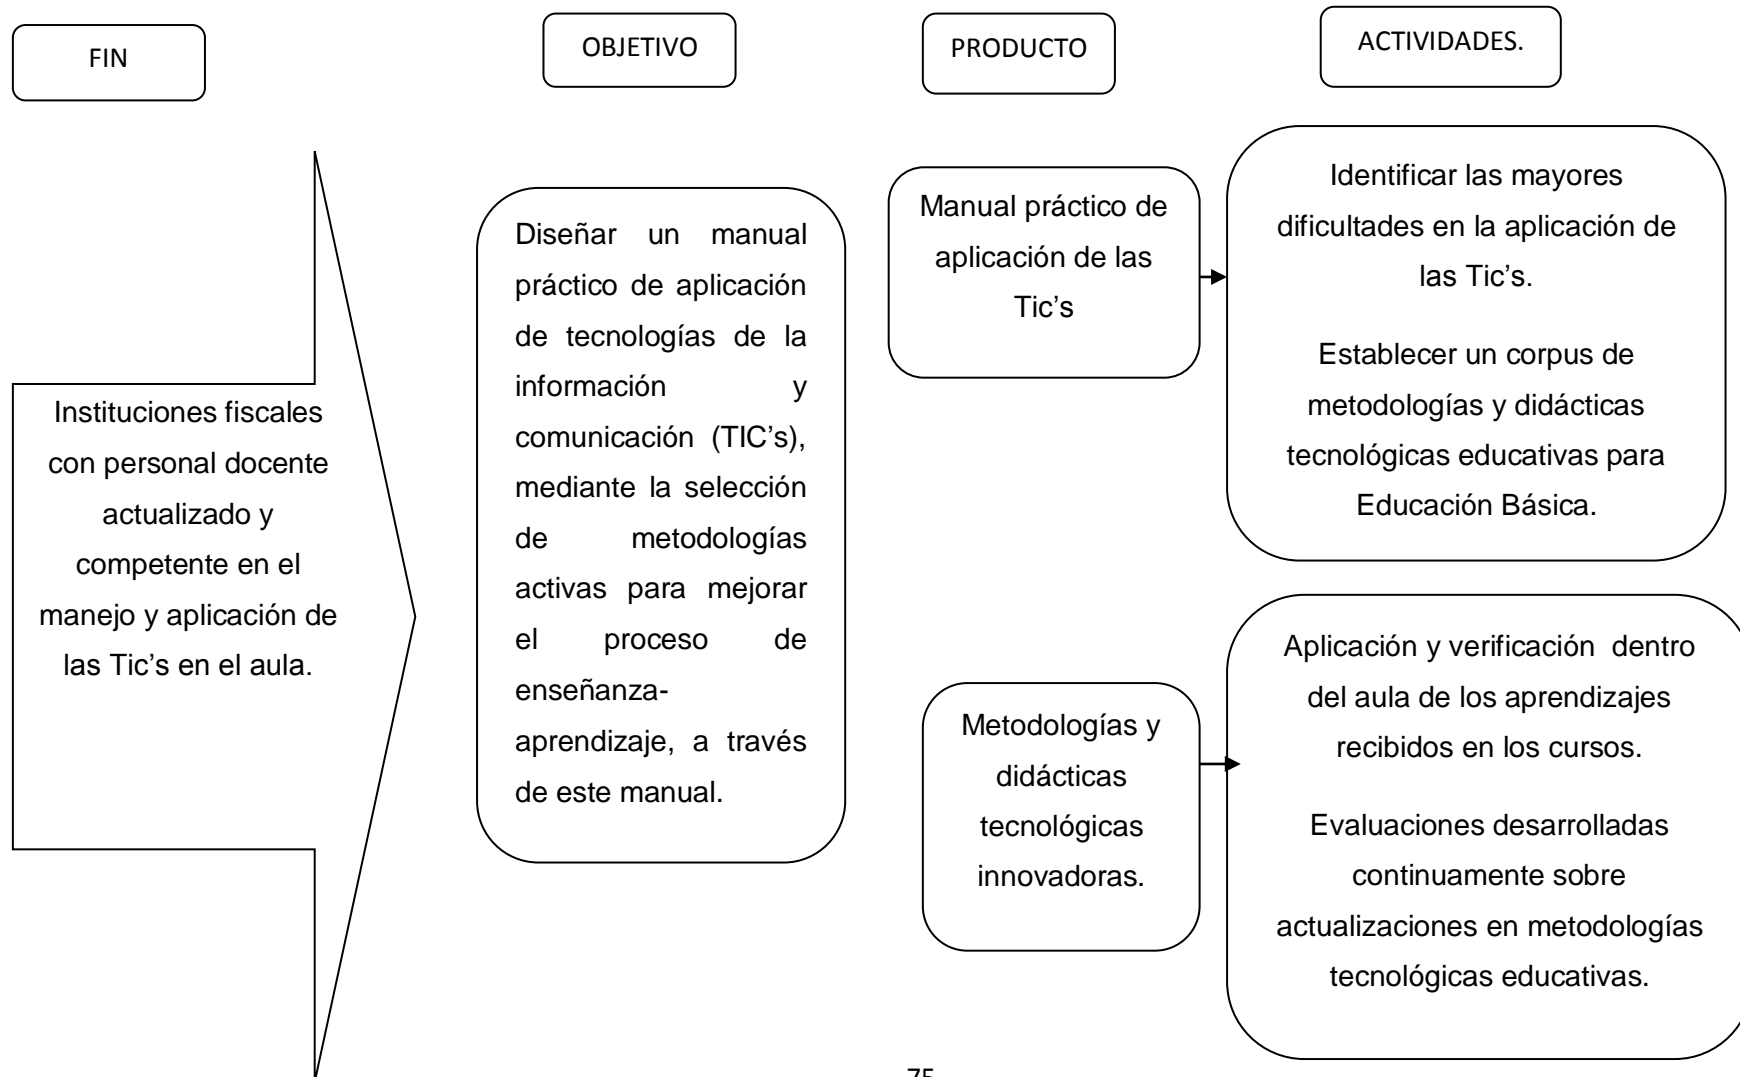 FIN
OBJETIVO
PRODUCTO
ACTIVIDADES.
Instituciones fiscales
con personal docente
actualizado y
competente en el
manejo y aplicación de
las Tic’s en el aula.
Diseñar un manual
práctico de aplicación
de tecnologías de la
información y
comunicación (TIC’s),
mediante la selección
de metodologías
activas para mejorar
el proceso de
enseñanza-
aprendizaje, a través
de este manual.
Manual práctico de
aplicación de las
Tic’s
Identificar las mayores
dificultades en la aplicación de
las Tic’s.
Establecer un corpus de
metodologías y didácticas
tecnológicas educativas para
Educación Básica.
Metodologías y
didácticas
tecnológicas
innovadoras.
Aplicación y verificación dentro
del aula de los aprendizajes
recibidos en los cursos.
Evaluaciones desarrolladas
continuamente sobre
actualizaciones en metodologías
tecnológicas educativas.
75